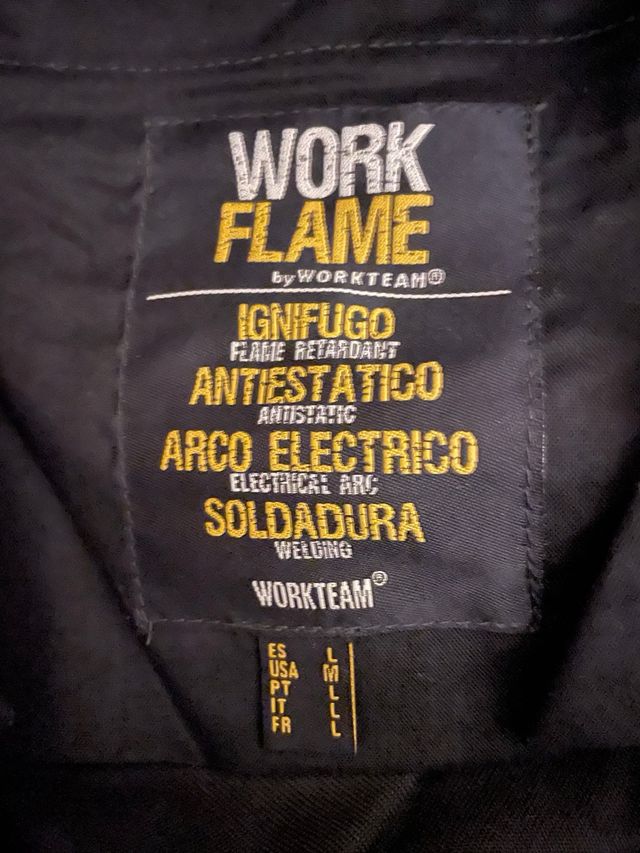 WORK
FLAME
by WORKTEAM®
IGNIFUGO
FLAME RETARDANT
ANTIESTATICO
ANTISTATIC
ARCO ELECTRICO
ELECTRICAL ARC
SOLDADURA
WELDING
WORKTEAM®
ES L
USA M
PT L
IT L
FR L